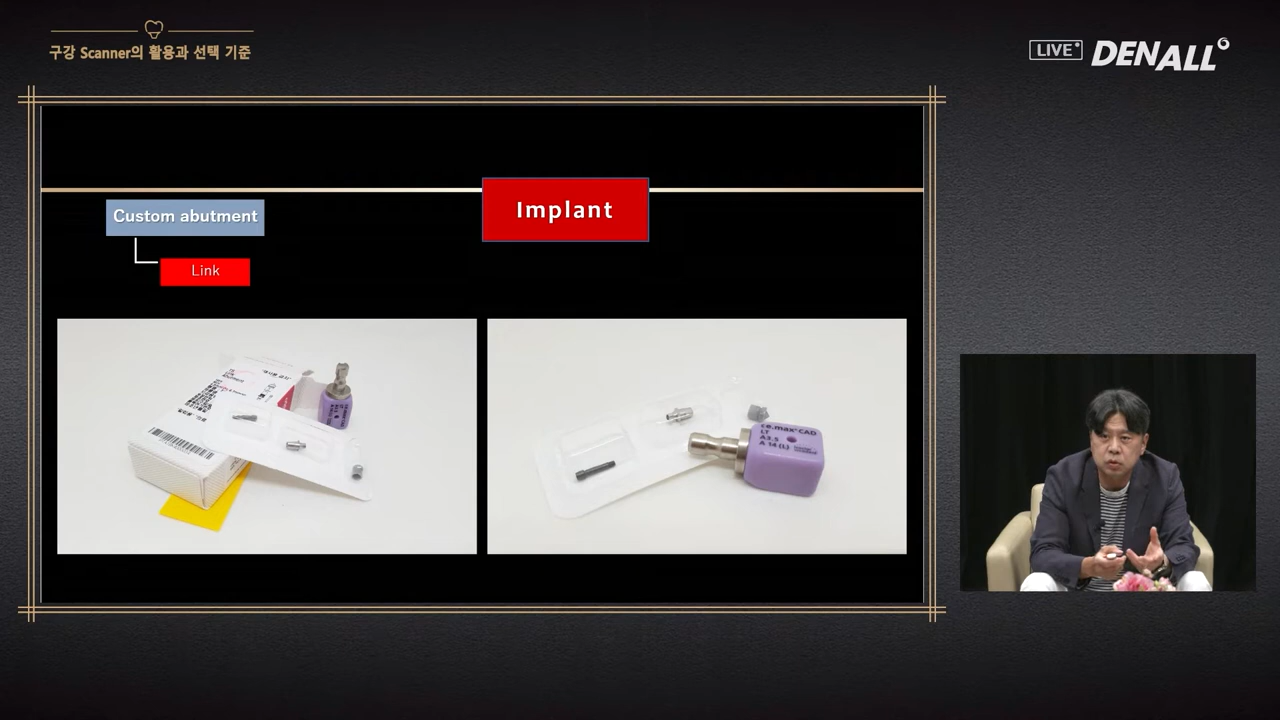 구강 Scanner의 활용과 선택 기준
LIVE
DENALL
Implant
Custom abutment
Link
e.max CAD
LT
A3.5
A 14 (L)